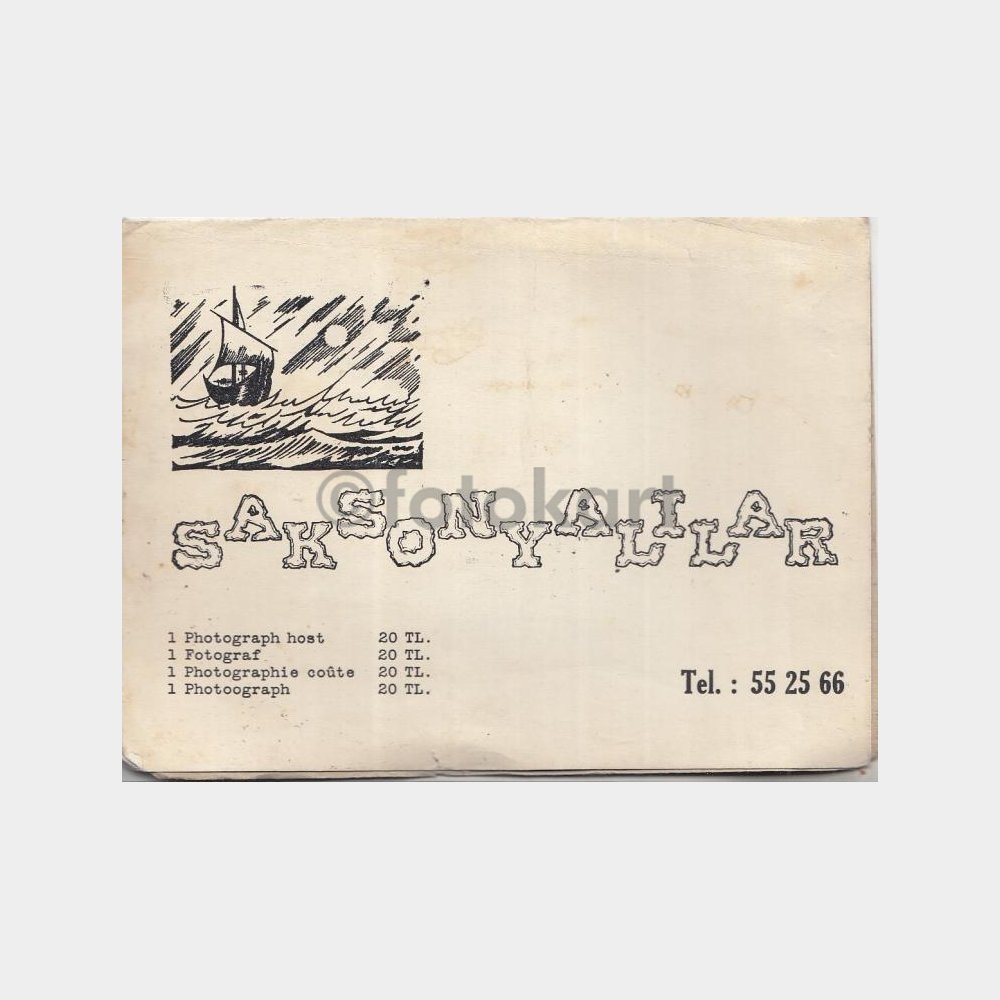 ©fotokart
SAKSONYALILAR
1 Photograph host 20 TL.
1 Fotograf 20 TL.
1 Photographie coûte 20 TL.
1 Photoograph 20 TL.
Tel. : 55 25 66